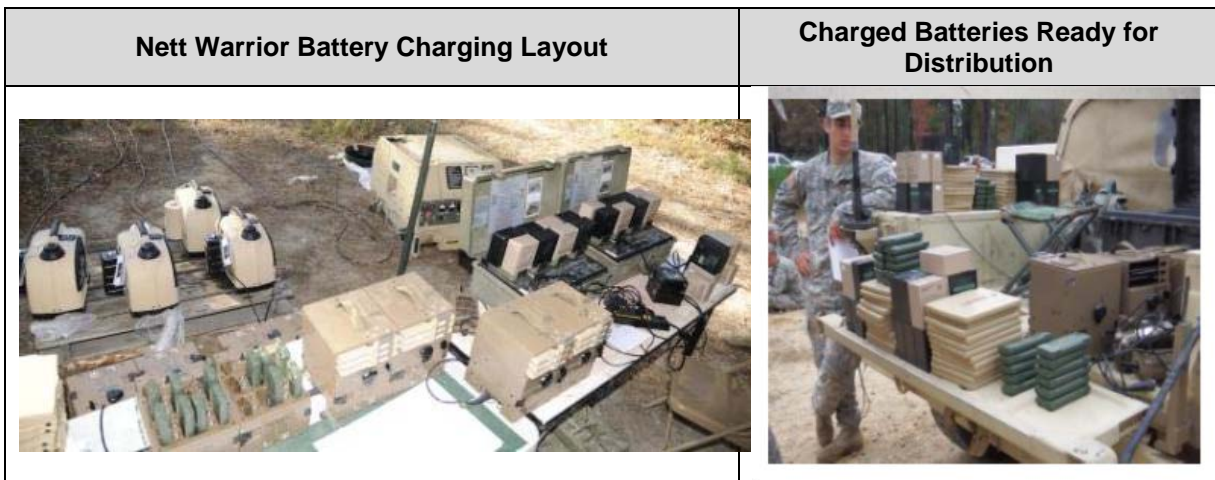 Nett Warrior Battery Charging Layout
Charged Batteries Ready for
Distribution